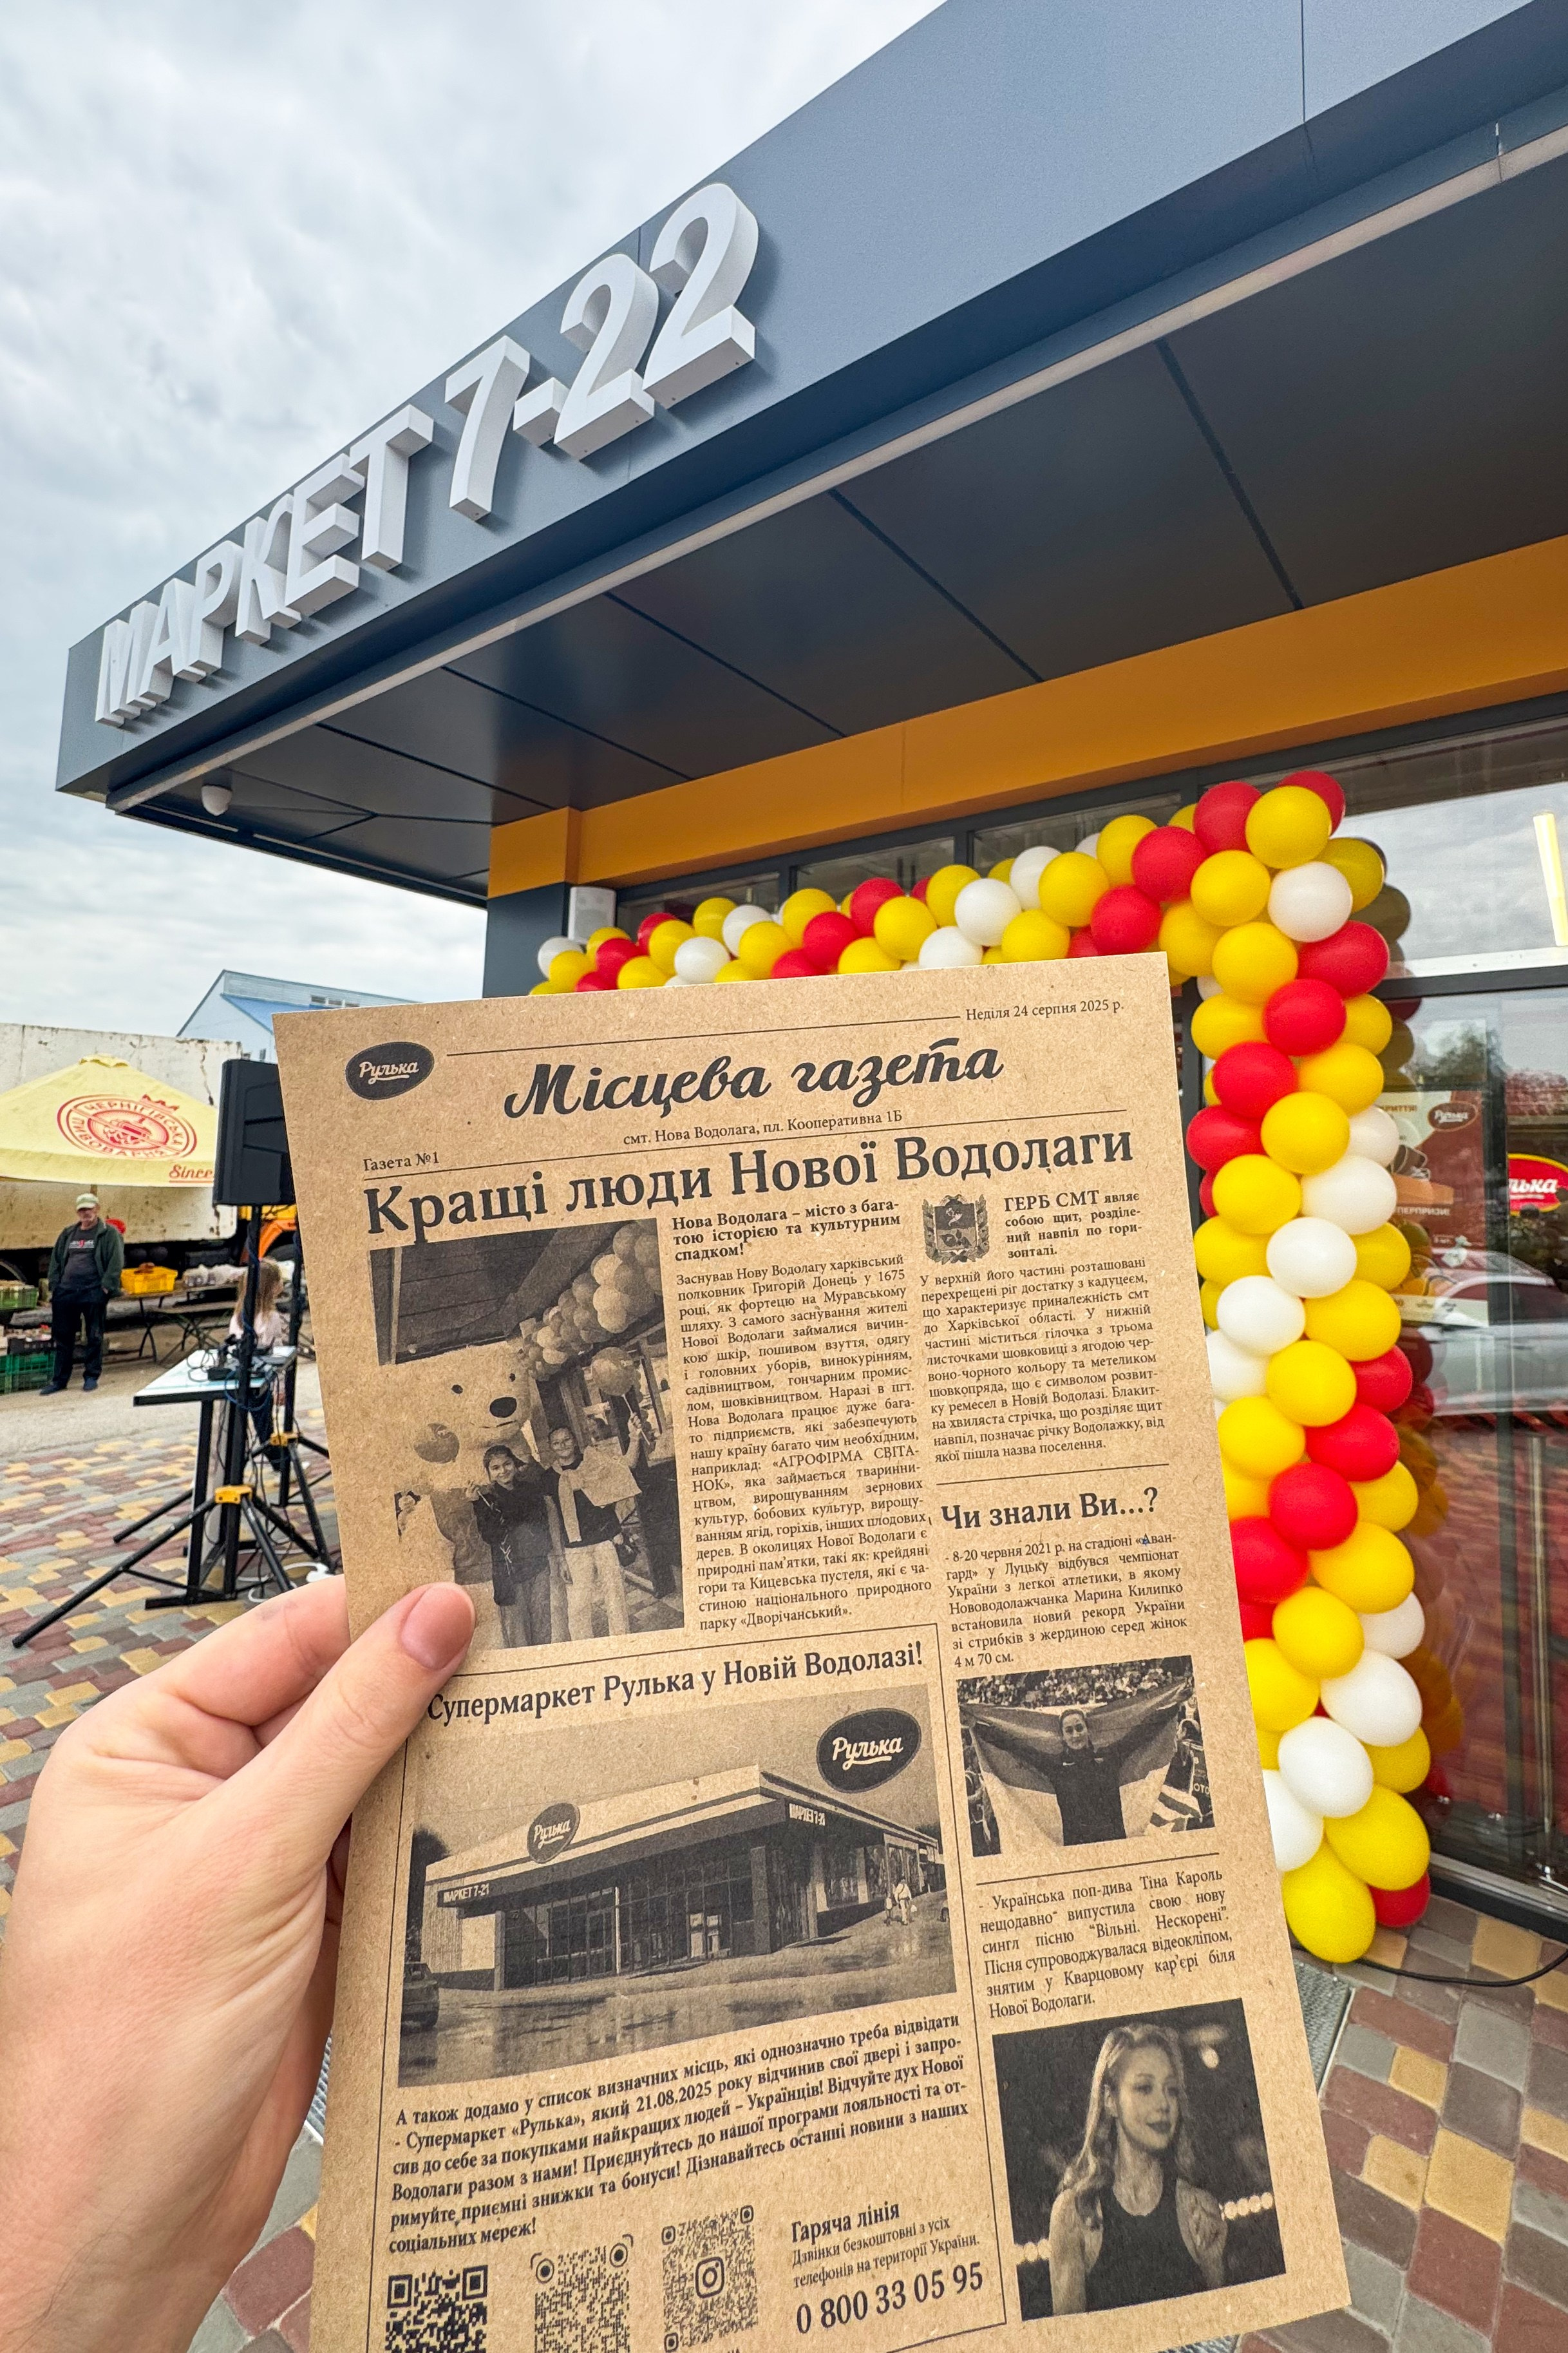 МАРКЕТ 7-22
ЧЕРНІГІВСЬКА
ПИВОВАРНЯ
Since
Рулька
Неділя 24 серпня 2025 р.
Місцева газета
смт. Нова Водолага, пл. Кооперативна 1Б
Газета №1
Кращі люди Нової Водолаги
Нова Водолага – місто з бага-
тою історією та культурним
спадком!
Заснував Нову Водолагу харківський
полковник Григорій Донець у 1675
році, як фортецю на Муравському
шляху. З самого заснування жителі
Нової Водолаги займалися вичин-
кою шкір, пошивом взуття, одягу
і головних уборів, винокурінням,
садівництвом, гончарним промис-
лом, шовківництвом. Наразі в пгт.
Нова Водолага працює дуже бага-
то підприємств, які забезпечують
нашу країну багато чим необхідним,
наприклад: «АГРОФІРМА СВІТА-
НОК», яка займається тваринни-
цтвом, вирощуванням зернових
культур, бобових культур, вирощу-
ванням ягід, горіхів, інших плодових
дерев. В околицях Нової Водолаги є
природні пам'ятки, такі як: крейдяні
гори та Кицевська пустеля, які є ча-
стиною національного природного
парку «Дворічанський».
ГЕРБ СМТ являє
собою щит, розділе-
ний навпіл по гори-
зонталі.
У верхній його частині розташовані
перехрещені ріг достатку з кадуцеєм,
що характеризує приналежність смт
до Харківської області. У нижній
частині міститься гілочка з трьома
листочками шовковиці з ягодою чер-
воно-чорного кольору та метеликом
шовкопряда, що є символом розвит-
ку ремесел в Новій Водолазі. Блакит-
на хвиляста стрічка, що розділяє щит
навпіл, позначає річку Водолажку, від
якої пішла назва поселення.
Чи знали Ви...?
- 8-20 червня 2021 р. на стадіоні «Аван-
гард» у Луцьку відбувся чемпіонат
України з легкої атлетики, в якому
Нововодолажчанка Марина Килипко
встановила новий рекорд України
зі стрибків з жердиною серед жінок
4 м 70 см.
Супермаркет Рулька у Новій Водолазі!
Рулька
Рулька
МАРКЕТ 7-21
МАРКЕТ 7-21
- Українська поп-дива Тіна Кароль
нещодавно випустила свою нову
сингл пісню "Вільні. Нескорені".
Пісня супроводжувалася відеокліпом,
знятим у Кварцовому кар'єрі біля
Нової Водолаги.
А також додамо у список визначних місць, які однозначно треба відвідати
- Супермаркет «Рулька», який 21.08.2025 року відчинив свої двері і запро-
сив до себе за покупками найкращих людей – Українців! Відчуйте дух Нової
Водолаги разом з нами! Приєднуйтесь до нашої програми лояльності та от-
римуйте приємні знижки та бонуси! Дізнавайтесь останні новини з наших
соціальних мереж!
Гаряча лінія
Дзвінки безкоштовні з усіх
телефонів на території України.
0 800 33 05 95
Рулька